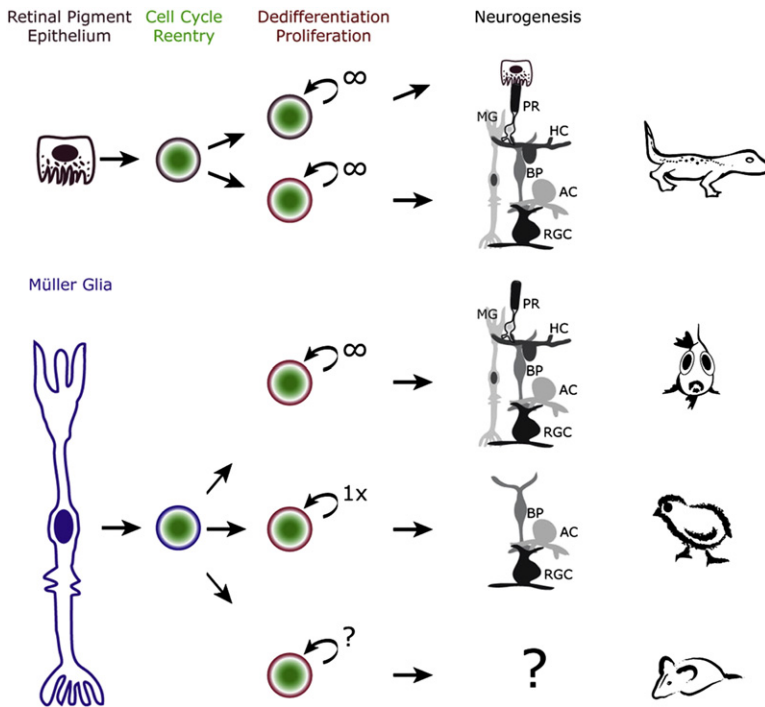 Retinal Pigment
Epithelium
Cell Cycle
Reentry
Dedifferentiation
Proliferation
Neurogenesis
∞
PR
MG
HC
∞
BP
AC
RGC
Müller Glia
∞
PR
MG
HC
BP
AC
RGC
1x
BP
AC
RGC
?
?